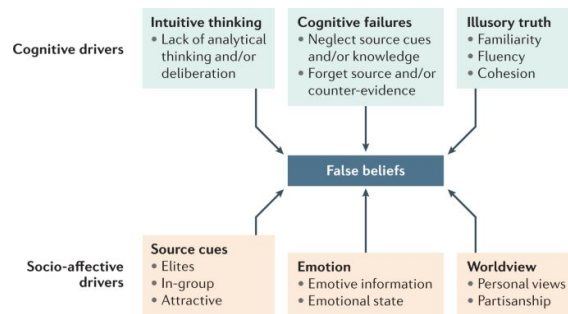 Cognitive drivers
Intuitive thinking
• Lack of analytical
thinking and/or
deliberation
Cognitive failures
• Neglect source cues
and/or knowledge
• Forget source and/or
counter-evidence
Illusory truth
• Familiarity
• Fluency
• Cohesion
False beliefs
Socio-affective
drivers
Source cues
• Elites
• In-group
• Attractive
Emotion
• Emotive information
• Emotional state
Worldview
• Personal views
• Partisanship